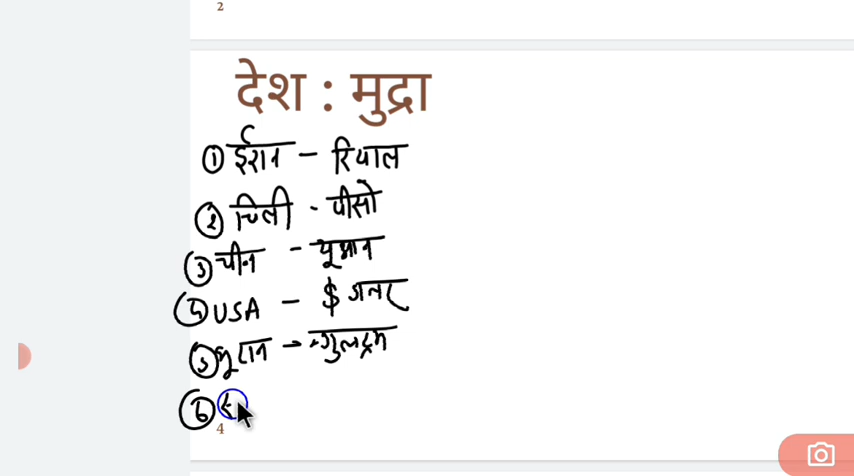 2
देश : मुद्रा
① ईरान – रियाल
② चिली - पीसो
③ चीन – यूआन
④ USA – $ डालर
⑤ भूटान – न्गुलट्रम
⑥
4